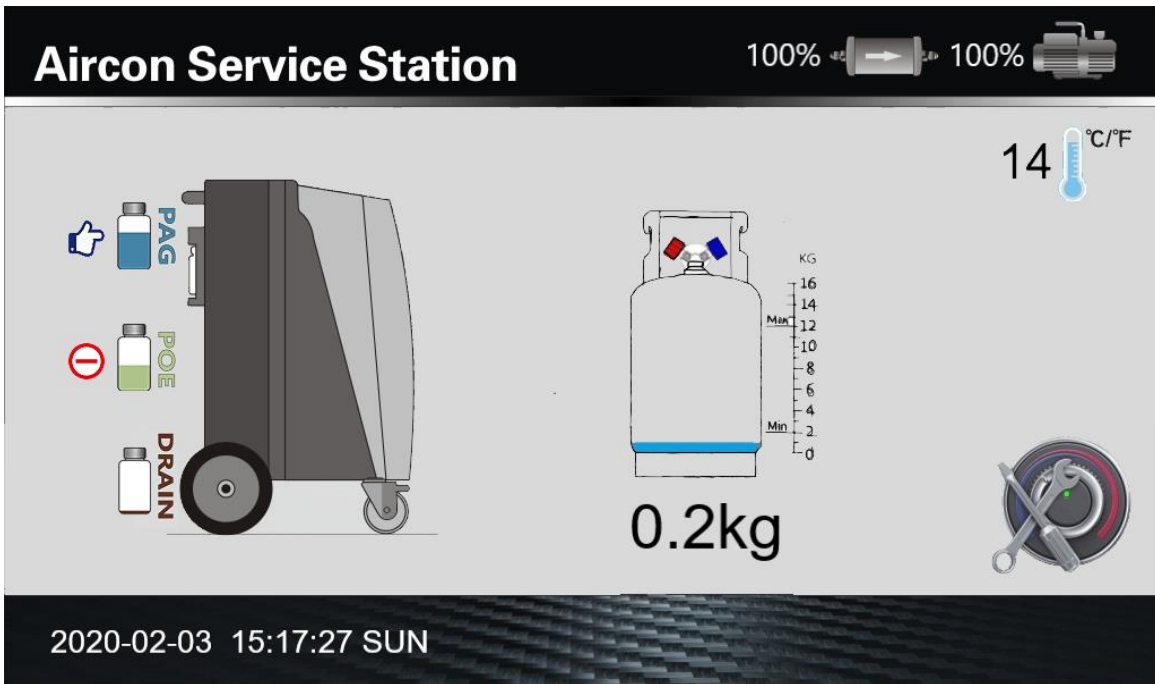 Aircon Service Station
100%
100%
14
°C/°F
PAG
POE
DRAIN
KG
16
14
Max
12
10
8
6
4
Min
2
0
0.2kg
2020-02-03 15:17:27 SUN